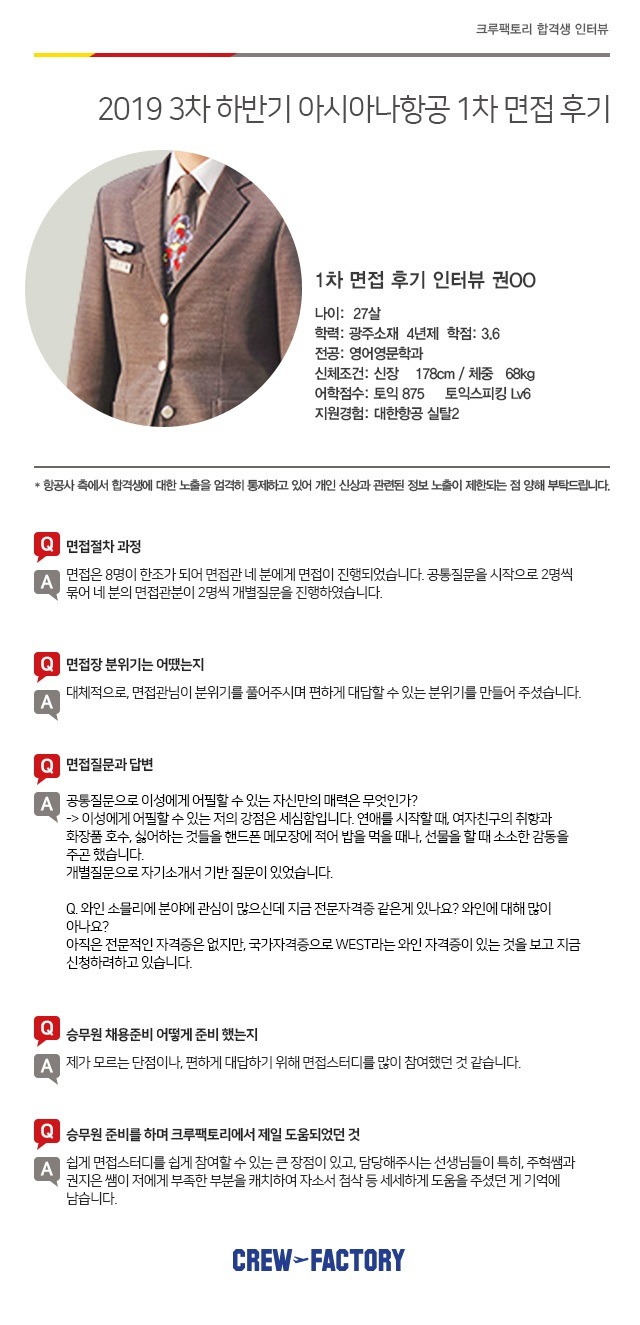 크루팩토리 합격생 인터뷰
2019 3차 하반기 아시아나항공 1차 면접 후기
1차 면접 후기 인터뷰 권OO
나이: 27살
학력: 광주소재 4년제 학점: 3.6
전공: 영어영문학과
신체조건: 신장 178cm / 체중 68kg
어학점수: 토익 875 토익스피킹 Lv6
지원경험: 대한항공 실탈2
* 항공사 측에서 합격생에 대한 노출을 엄격히 통제하고 있어 개인 신상과 관련된 정보 노출이 제한되는 점 양해 부탁드립니다.
Q 면접절차 과정
A 면접은 8명이 한조가 되어 면접관 네 분에게 면접이 진행되었습니다. 공통질문을 시작으로 2명씩
묶어 네 분의 면접관분이 2명씩 개별질문을 진행하였습니다.
Q 면접장 분위기는 어땠는지
A 대체적으로, 면접관님이 분위기를 풀어주시며 편하게 대답할 수 있는 분위기를 만들어 주셨습니다.
Q 면접질문과 답변
A 공통질문으로 이성에게 어필할 수 있는 자신만의 매력은 무엇인가?
-> 이성에게 어필할 수 있는 저의 강점은 세심함입니다. 연애를 시작할 때, 여자친구의 취향과
화장품 호수, 싫어하는 것들을 핸드폰 메모장에 적어 밥을 먹을 때나, 선물을 할 때 소소한 감동을
주곤 했습니다.
개별질문으로 자기소개서 기반 질문이 있었습니다.
Q. 와인 소믈리에 분야에 관심이 많으신데 지금 전문자격증 같은게 있나요? 와인에 대해 많이
아나요?
아직은 전문적인 자격증은 없지만, 국가자격증으로 WEST라는 와인 자격증이 있는 것을 보고 지금
신청하려하고 있습니다.
Q 승무원 채용준비 어떻게 준비 했는지
A 제가 모르는 단점이나, 편하게 대답하기 위해 면접스터디를 많이 참여했던 것 같습니다.
Q 승무원 준비를 하며 크루팩토리에서 제일 도움되었던 것
A 쉽게 면접스터디를 쉽게 참여할 수 있는 큰 장점이 있고, 담당해주시는 선생님들이 특히, 주혁쌤과
권지은 쌤이 저에게 부족한 부분을 캐치하여 자소서 첨삭 등 세세하게 도움을 주셨던 게 기억에
남습니다.
CREW FACTORY